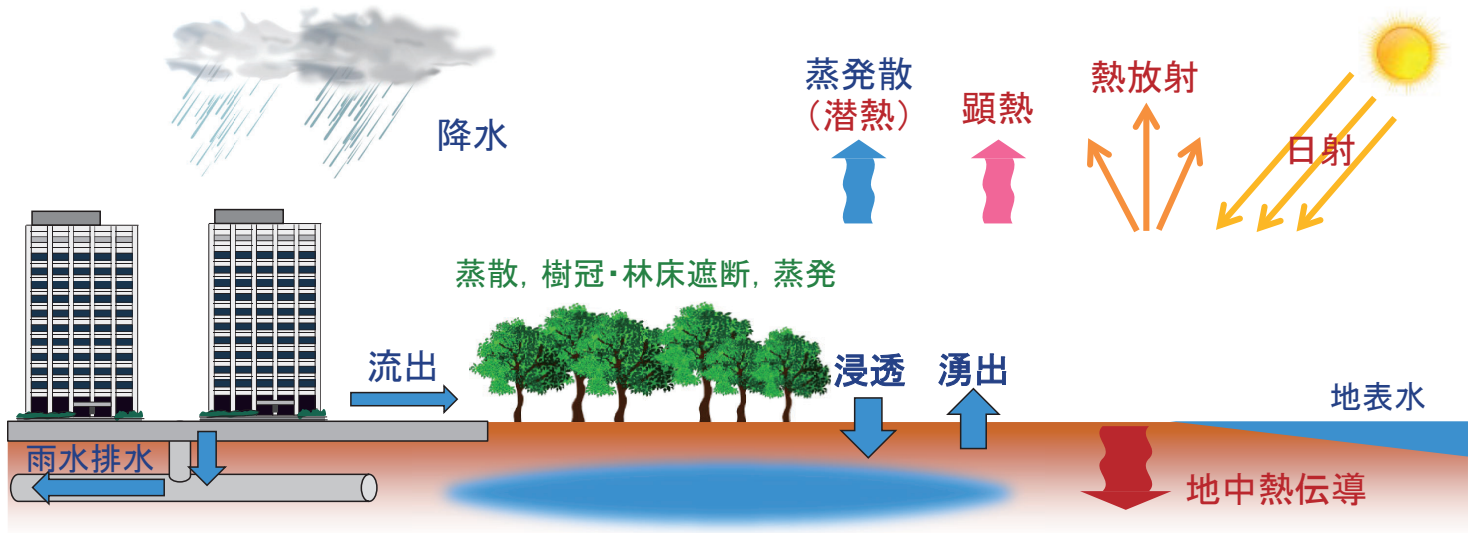 降水
蒸発散
（潜熱）
顕熱
熱放射
日射
蒸散, 樹冠・林床遮断, 蒸発
流出
浸透
湧出
地表水
雨水排水
地中熱伝導